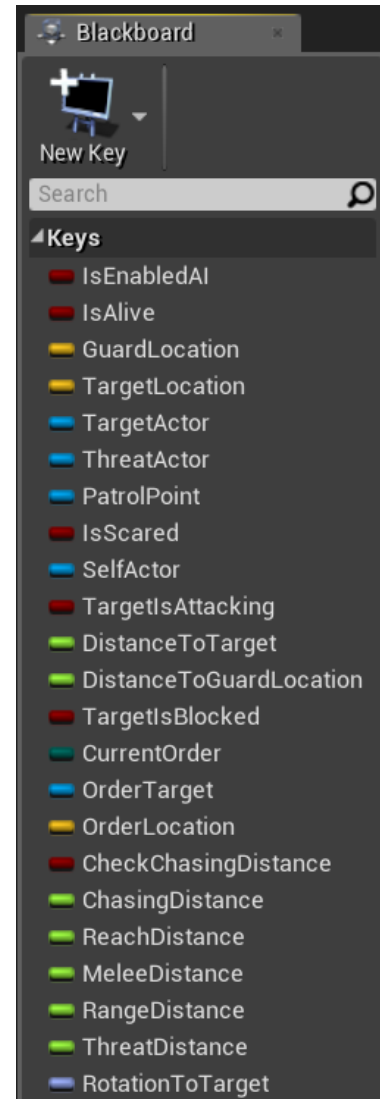 Blackboard
New Key
Search
Keys
IsEnabledAI
IsAlive
GuardLocation
TargetLocation
TargetActor
ThreatActor
PatrolPoint
IsScared
SelfActor
TargetIsAttacking
DistanceToTarget
DistanceToGuardLocation
TargetIsBlocked
CurrentOrder
OrderTarget
OrderLocation
CheckChasingDistance
ChasingDistance
ReachDistance
MeleeDistance
RangeDistance
ThreatDistance
RotationToTarget